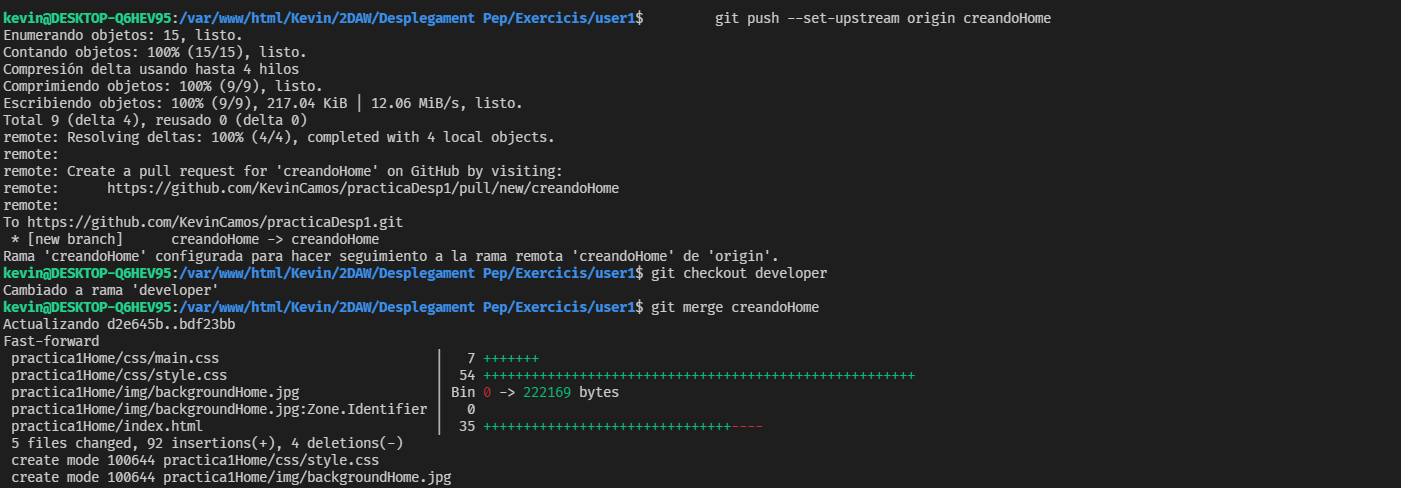 kevin@DESKTOP-Q6HEV95:/var/www/html/Kevin/2DAW/Desplegament Pep/Exercicis/user1$         git push --set-upstream origin creandoHome
Enumerando objetos: 15, listo.
Contando objetos: 100% (15/15), listo.
Compresión delta usando hasta 4 hilos
Comprimiendo objetos: 100% (9/9), listo.
Escribiendo objetos: 100% (9/9), 217.04 KiB | 12.06 MiB/s, listo.
Total 9 (delta 4), reusado 0 (delta 0)
remote: Resolving deltas: 100% (4/4), completed with 4 local objects.
remote:
remote: Create a pull request for 'creandoHome' on GitHub by visiting:
remote:      https://github.com/KevinCamos/practicaDesp1/pull/new/creandoHome
remote:
To https://github.com/KevinCamos/practicaDesp1.git
 * [new branch]      creandoHome -> creandoHome
Rama 'creandoHome' configurada para hacer seguimiento a la rama remota 'creandoHome' de 'origin'.
kevin@DESKTOP-Q6HEV95:/var/www/html/Kevin/2DAW/Desplegament Pep/Exercicis/user1$ git checkout developer
Cambiado a rama 'developer'
kevin@DESKTOP-Q6HEV95:/var/www/html/Kevin/2DAW/Desplegament Pep/Exercicis/user1$ git merge creandoHome
Actualizando d2e645b..bdf23bb
Fast-forward
 practica1Home/css/main.css                           |   7 +++++++
 practica1Home/css/style.css                          |  54 ++++++++++++++++++++++++++++++++++++++++++++++++++++++
 practica1Home/img/backgroundHome.jpg                 | Bin 0 -> 222169 bytes
 practica1Home/img/backgroundHome.jpg:Zone.Identifier |   0
 practica1Home/index.html                             |  35 +++++++++++++++++++++++++++++++----
 5 files changed, 92 insertions(+), 4 deletions(-)
 create mode 100644 practica1Home/css/style.css
 create mode 100644 practica1Home/img/backgroundHome.jpg